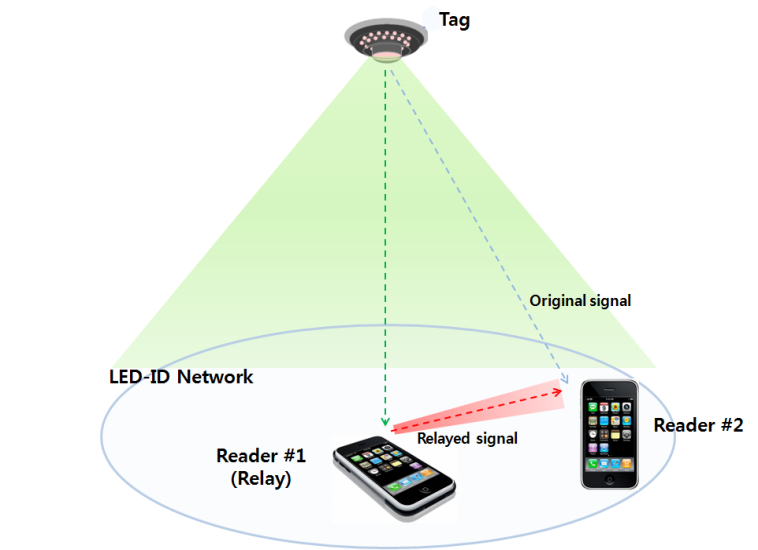 Tag
Original signal
LED-ID Network
Relayed signal
Reader #2
Reader #1
(Relay)